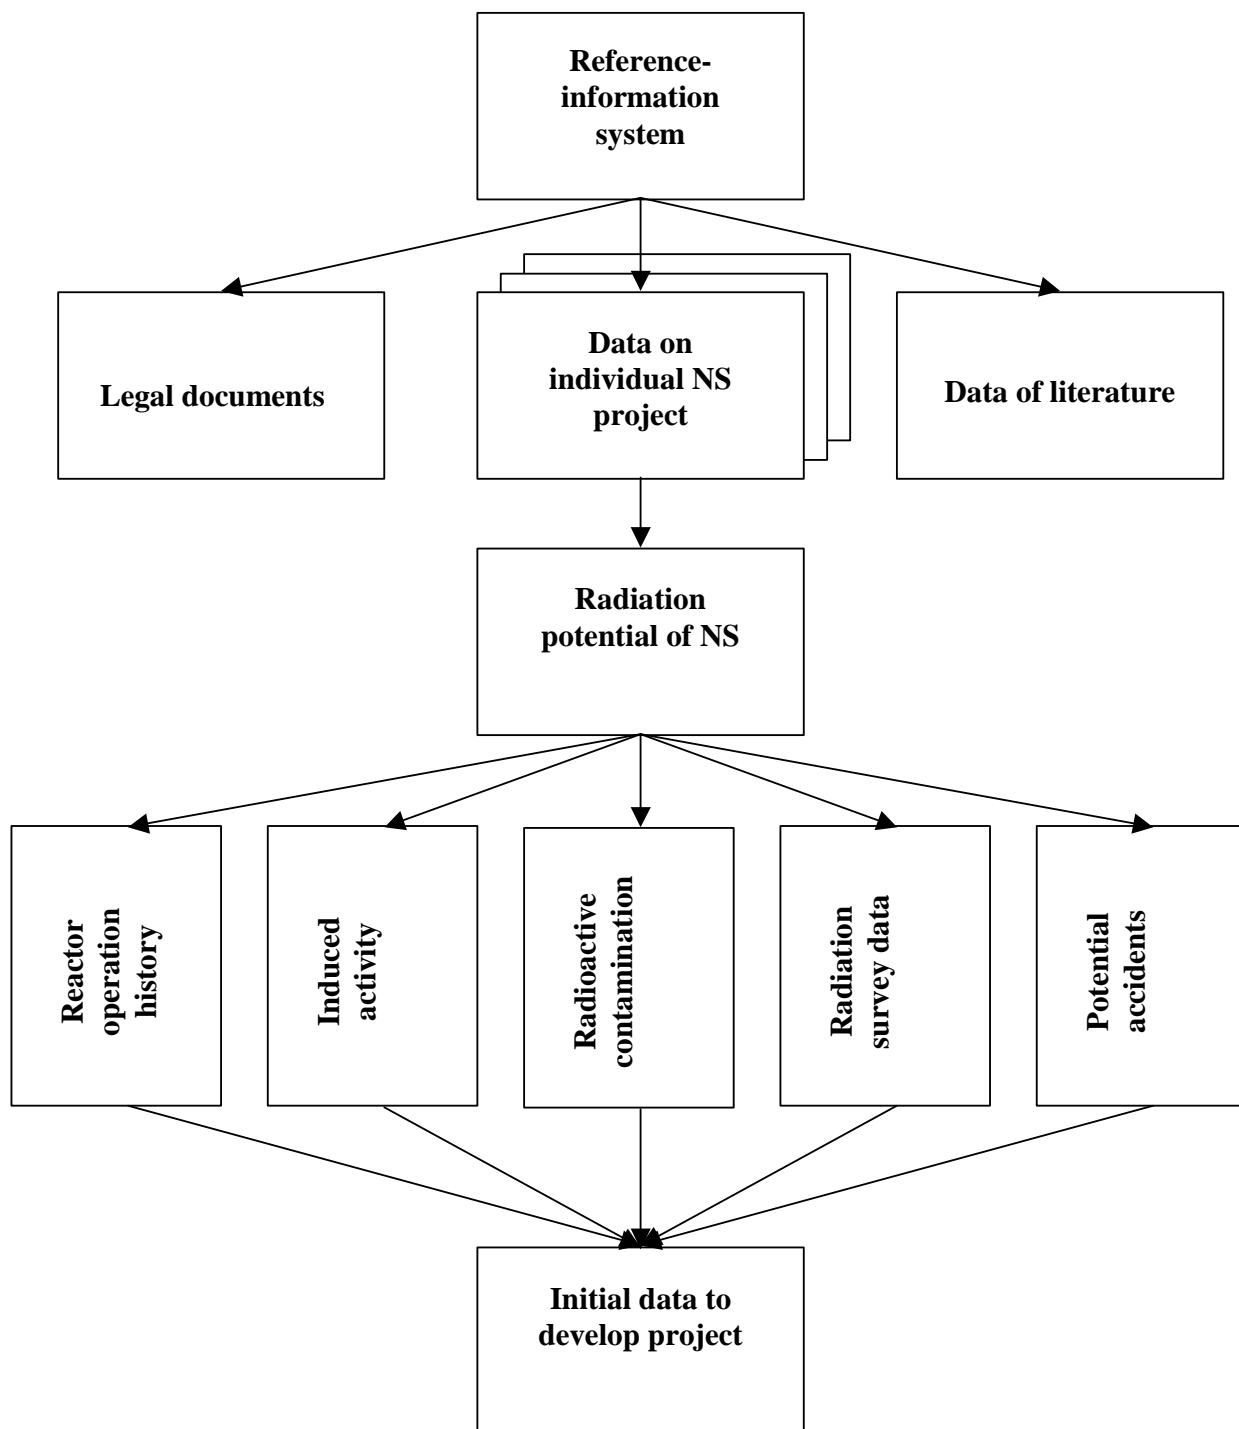 Reference-
information
system
Legal documents
Data on
individual NS
project
Data of literature
Radiation
potential of NS
Reactor
operation
history
Induced
activity
Radioactive
contamination
Radiation
survey data
Potential
accidents
Initial data to
develop project